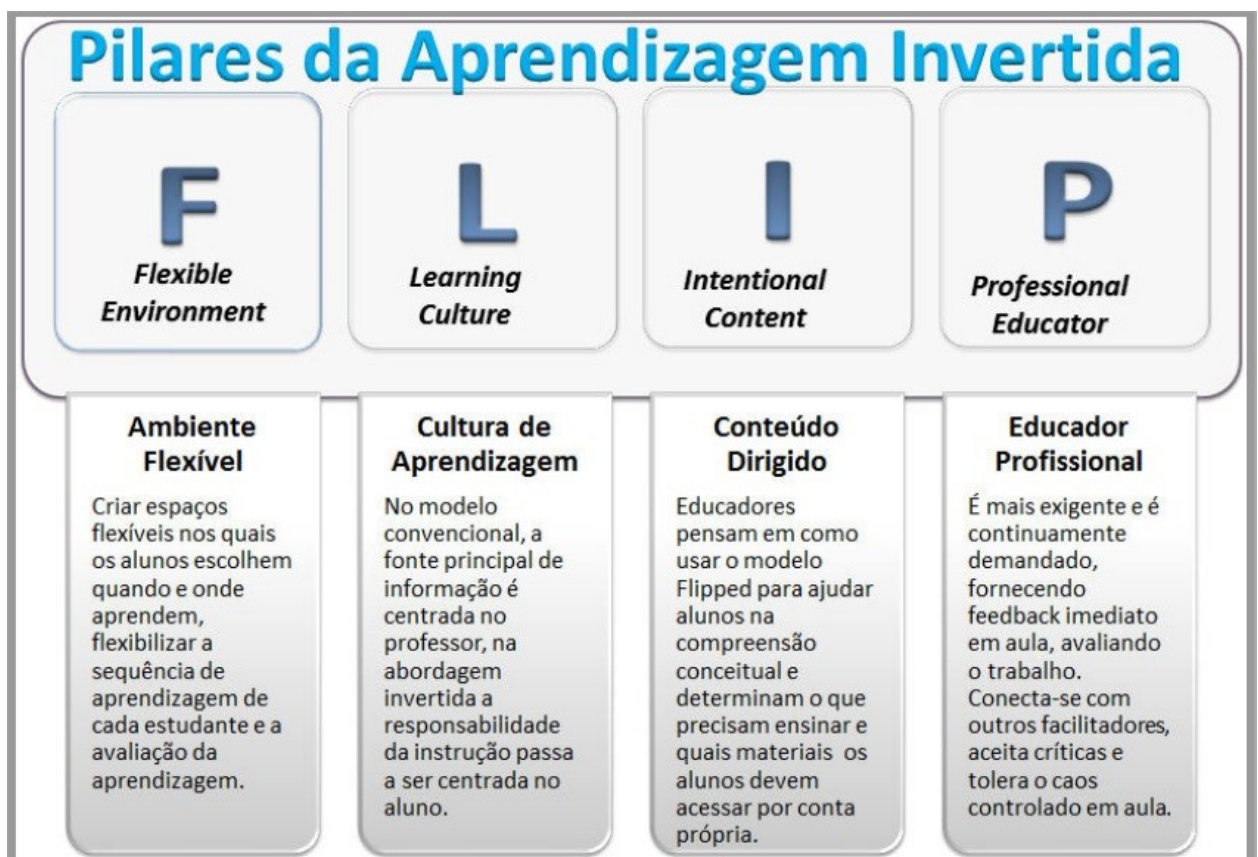 Pilares da Aprendizagem Invertida
F
Flexible
Environment
L
Learning
Culture
I
Intentional
Content
P
Professional
Educator
Ambiente
Flexível
Criar espaços
flexíveis nos quais
os alunos escolhem
quando e onde
aprendem,
flexibilizar a
sequência de
aprendizagem de
cada estudante e a
avaliação da
aprendizagem.
Cultura de
Aprendizagem
No modelo
convencional, a
fonte principal de
informação é
centrada no
professor, na
abordagem
invertida a
responsabilidade
da instrução passa
a ser centrada no
aluno.
Conteúdo
Dirigido
Educadores
pensam em como
usar o modelo
Flipped para ajudar
alunos na
compreensão
conceitual e
determinam o que
precisam ensinar e
quais materiais os
alunos devem
acessar por conta
própria.
Educador
Profissional
É mais exigente e é
continuamente
demandado,
fornecendo
feedback imediato
em aula, avaliando
o trabalho.
Conecta-se com
outros facilitadores,
aceita críticas e
tolera o caos
controlado em aula.